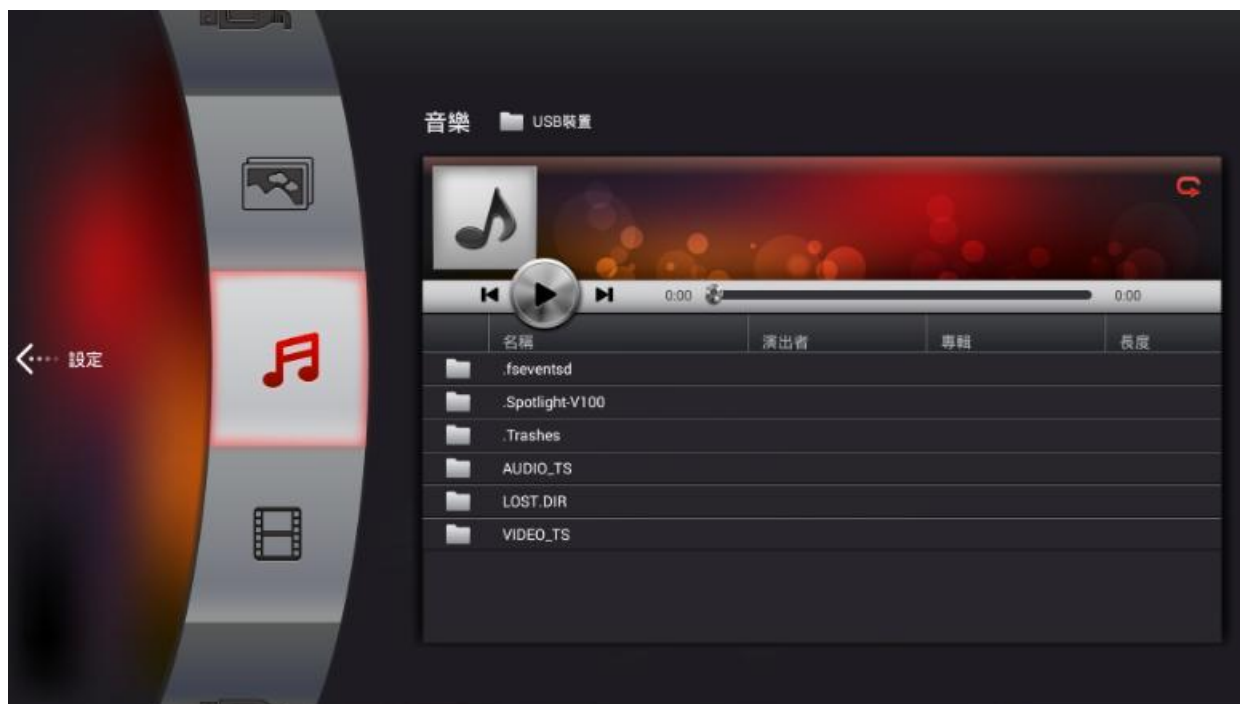 音樂 USB裝置
0:00 0:00
名稱 演出者 專輯 長度
設定
.fseventsd
.Spotlight-V100
.Trashes
AUDIO_TS
LOST.DIR
VIDEO_TS